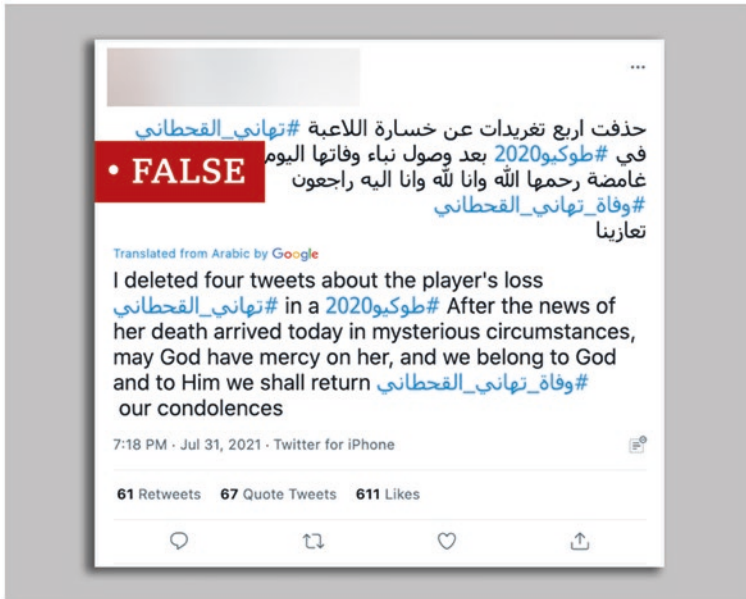 حذفت اربع تغريدات عن خسارة اللاعبة #تهاني_القحطاني
في #طوكيو2020 بعد وصول نباء وفاتها اليوم
• FALSE
غامضة رحمها الله وانا لله وانا اليه راجعون
#وفاة_تهاني_القحطاني
تعازينا
Translated from Arabic by Google
I deleted four tweets about the player's loss
#تهاني_القحطاني in a #طوكيو2020 After the news of
her death arrived today in mysterious circumstances,
may God have mercy on her, and we belong to God
and to Him we shall return #وفاة_تهاني_القحطاني
our condolences
7:18 PM · Jul 31, 2021 · Twitter for iPhone
61 Retweets 67 Quote Tweets 611 Likes